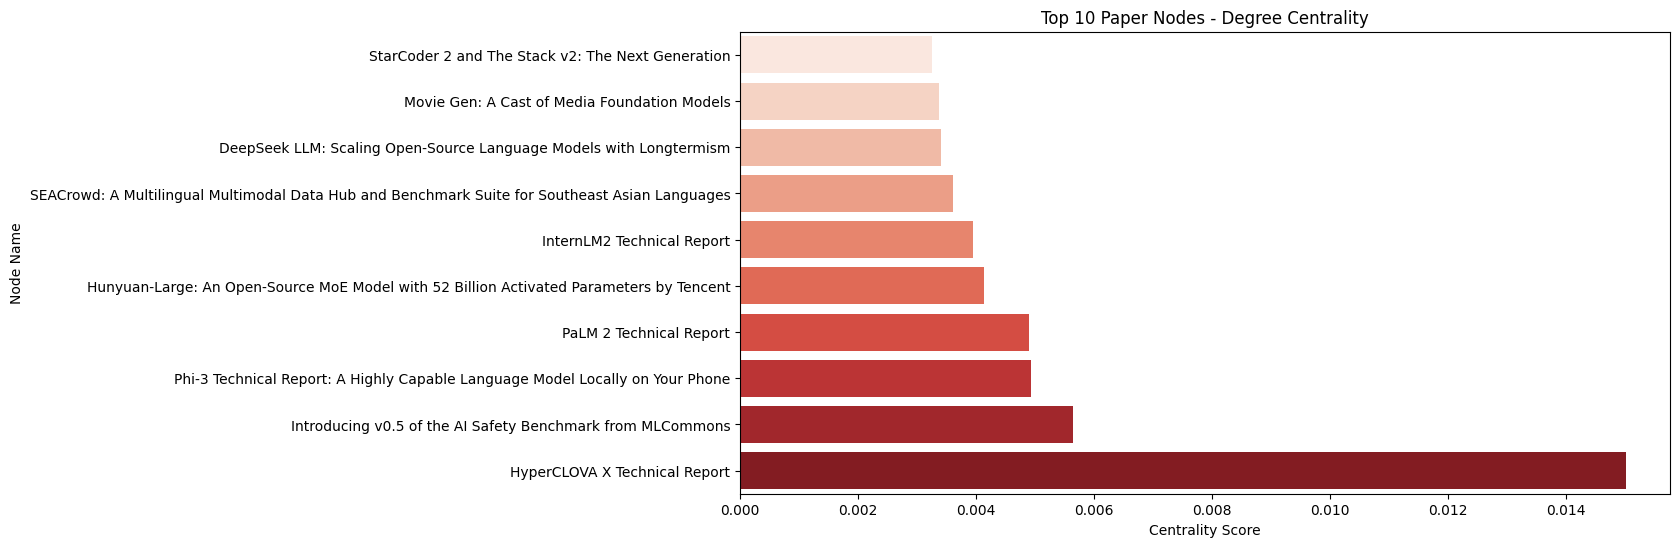 Top 10 Paper Nodes - Degree Centrality
StarCoder 2 and The Stack v2: The Next Generation
Movie Gen: A Cast of Media Foundation Models
DeepSeek LLM: Scaling Open-Source Language Models with Longtermism
SEACrowd: A Multilingual Multimodal Data Hub and Benchmark Suite for Southeast Asian Languages
InternLM2 Technical Report
Hunyuan-Large: An Open-Source MoE Model with 52 Billion Activated Parameters by Tencent
PaLM 2 Technical Report
Phi-3 Technical Report: A Highly Capable Language Model Locally on Your Phone
Introducing v0.5 of the AI Safety Benchmark from MLCommons
HyperCLOVA X Technical Report
Node Name
0.000 0.002 0.004 0.006 0.008 0.010 0.012 0.014
Centrality Score